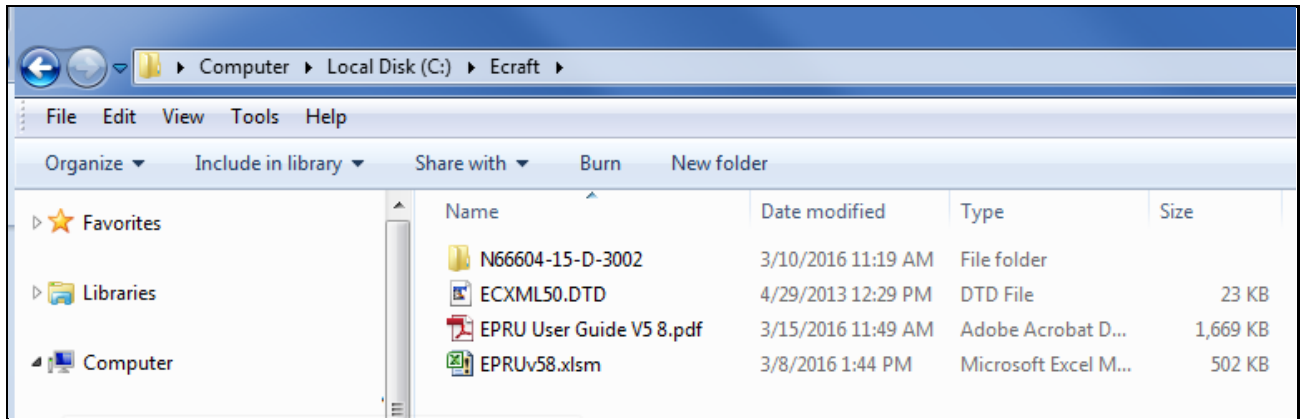 Computer Local Disk (C:) Ecraft
File Edit View Tools Help
Organize Include in library Share with Burn New folder
Favorites
Libraries
Computer
Name Date modified Type Size
N66604-15-D-3002 3/10/2016 11:19 AM File folder
ECXML50.DTD 4/29/2013 12:29 PM DTD File 23 KB
EPRU User Guide V5 8.pdf 3/15/2016 11:49 AM Adobe Acrobat D... 1,669 KB
EPRUv58.xlsm 3/8/2016 1:44 PM Microsoft Excel M... 502 KB